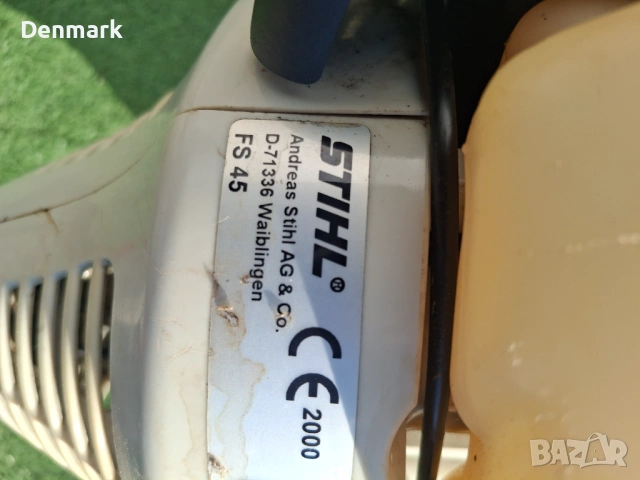 Denmark
STIHL®
Andreas Stihl AG & Co.
D-71336 Waiblingen
FS 45
CE 2000
BAZAR